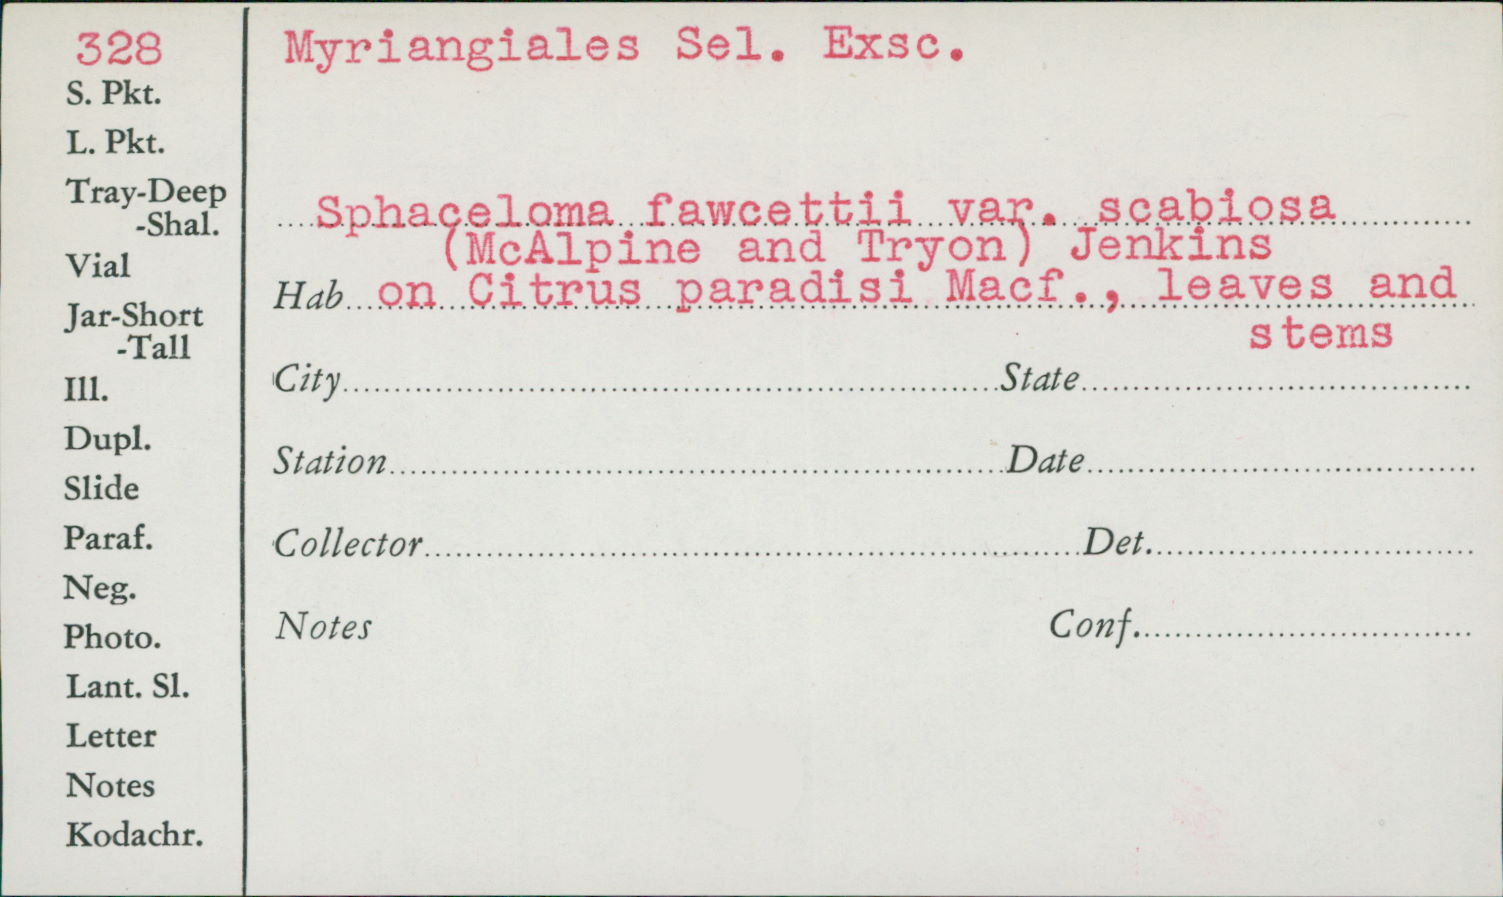 328
S. Pkt.
L. Pkt.
Tray-Deep
-Shal.
Vial
Jar-Short
-Tall
Ill.
Dupl.
Slide
Paraf.
Neg.
Photo.
Lant. Sl.
Letter
Notes
Kodachr.
Myriangiales Sel. Exsc.
Sphaceloma fawcettii var. scabiosa
(McAlpine and Tryon) Jenkins
Hab. on Citrus paradisi Macf., leaves and
stems
City State
Station Date
Collector Det.
Notes Conf.